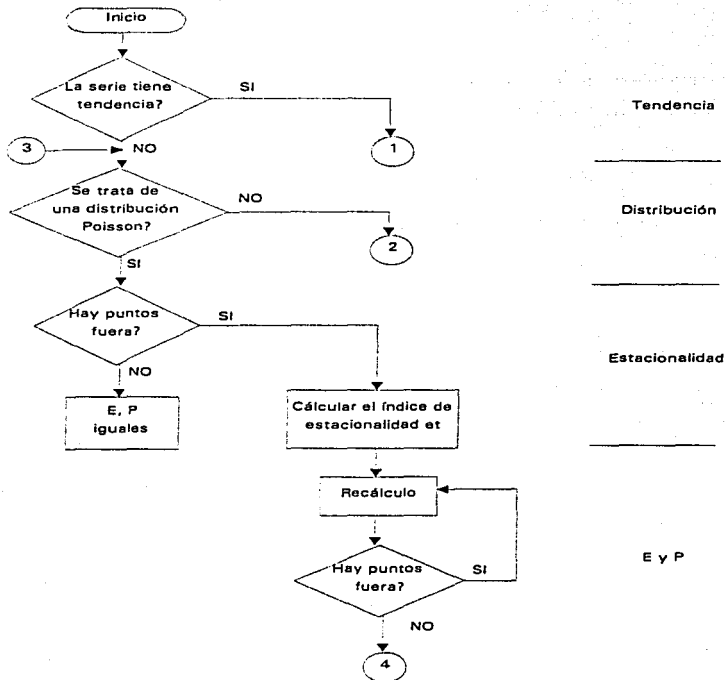 Inicio
La serie tiene
tendencia?
SI
Tendencia
3
NO
1
Se trata de
una distribución
Poisson?
NO
Distribución
2
SI
Hay puntos
fuera?
SI
Estacionalidad
NO
E, P
iguales
Cálcular el índice de
estacionalidad et
Recálculo
Hay puntos
fuera?
SI
E y P
NO
4